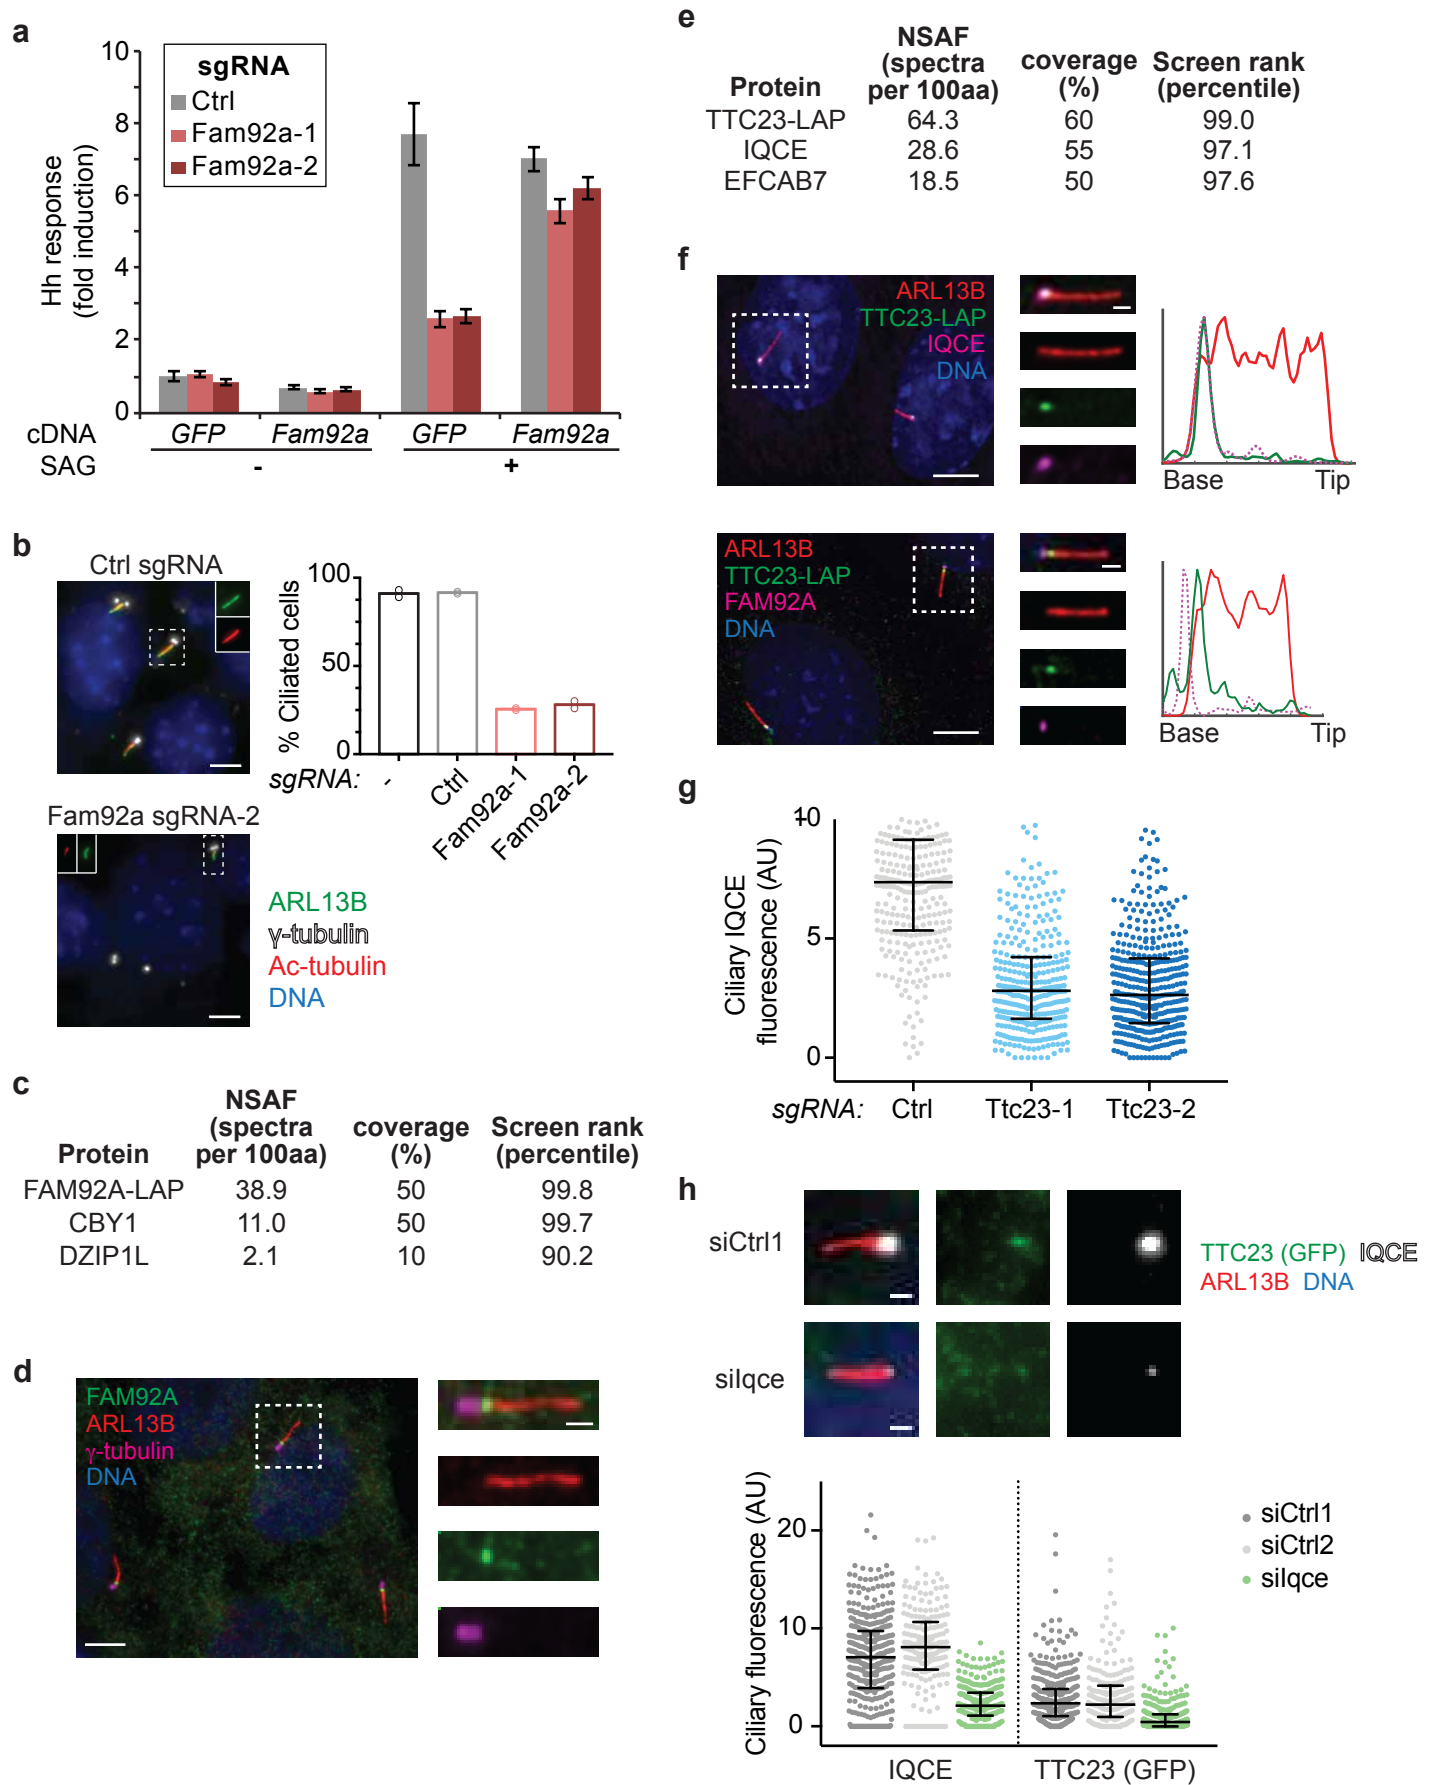 a
10
8
6
4
2
0
Hh response
(fold induction)
sgRNA
Ctrl
Fam92a-1
Fam92a-2
cDNA GFP Fam92a GFP Fam92a
SAG - +
b
Ctrl sgRNA
Fam92a sgRNA-2
ARL13B
γ-tubulin
Ac-tubulin
DNA
% Ciliated cells
100
50
0
sgRNA: - Ctrl Fam92a-1 Fam92a-2
c
Protein NSAF (spectra per 100aa) coverage (%) Screen rank (percentile)
FAM92A-LAP 38.9 50 99.8
CBY1 11.0 50 99.7
DZIP1L 2.1 10 90.2
d
FAM92A
ARL13B
γ-tubulin
DNA
e
Protein NSAF (spectra per 100aa) coverage (%) Screen rank (percentile)
TTC23-LAP 64.3 60 99.0
IQCE 28.6 55 97.1
EFCAB7 18.5 50 97.6
f
ARL13B
TTC23-LAP
IQCE
DNA
Base Tip
ARL13B
TTC23-LAP
FAM92A
DNA
Base Tip
g
Ciliary IQCE
fluorescence (AU)
10
5
0
sgRNA: Ctrl Ttc23-1 Ttc23-2
h
siCtrl1
siIqce
TTC23 (GFP) IQCE
ARL13B DNA
Ciliary fluorescence (AU)
20
10
0
siCtrl1
siCtrl2
siIqce
IQCE TTC23 (GFP)